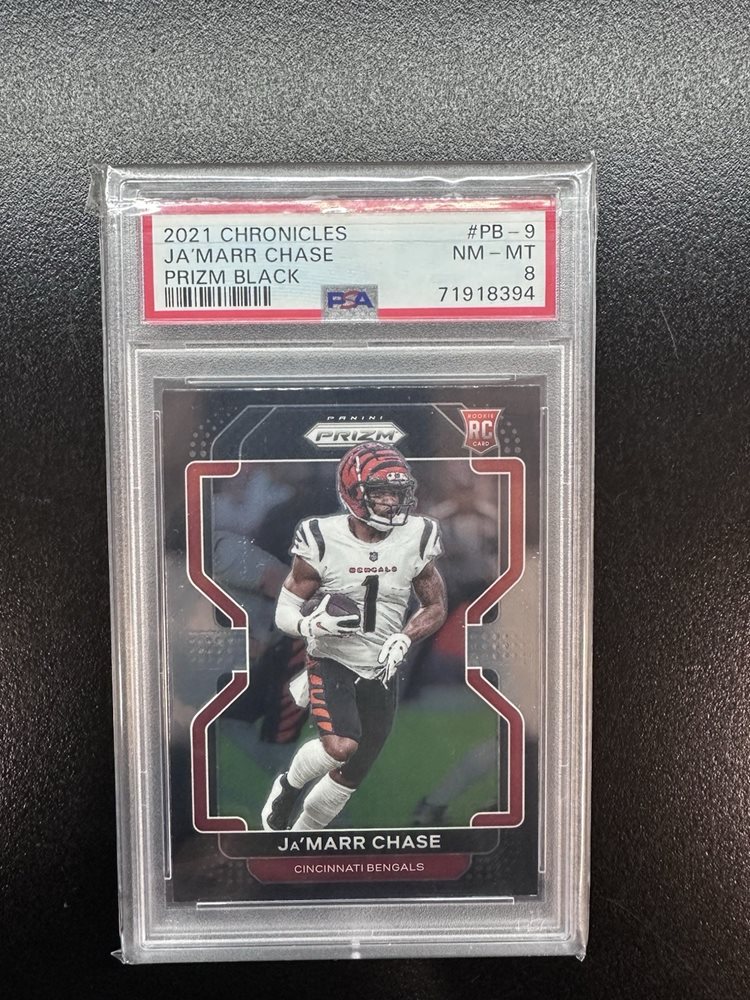 2021 CHRONICLES #PB-9
JA'MARR CHASE NM-MT
PRIZM BLACK 8
PSA 71918394
PANINI
PRIZM
ROOKIE
RC
CARD
BENGALS
1
JA'MARR CHASE
CINCINNATI BENGALS